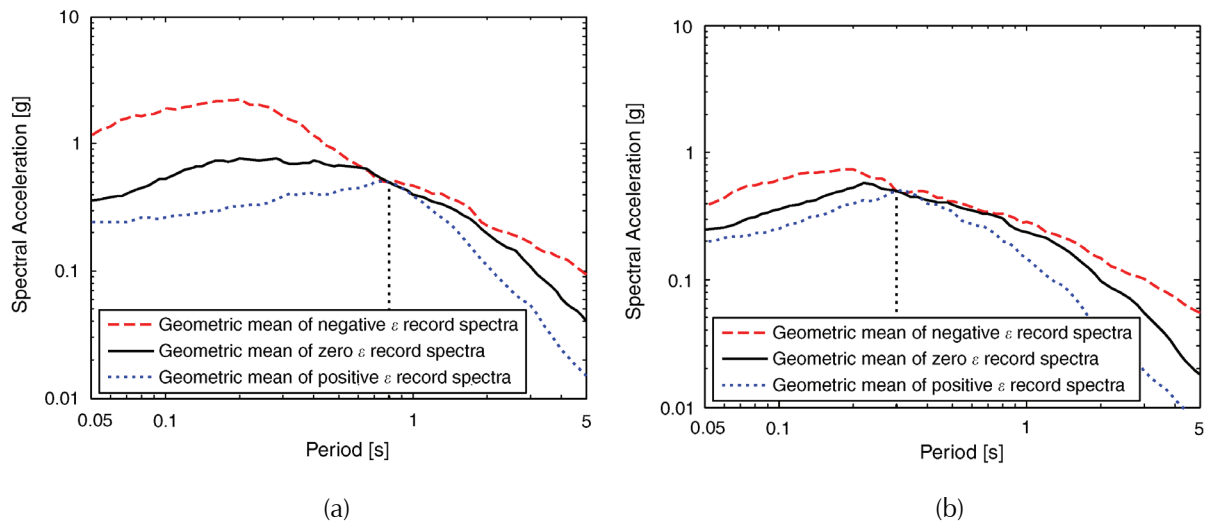 10
1
0.1
0.01
Spectral Acceleration [g]
Geometric mean of negative ε record spectra
Geometric mean of zero ε record spectra
Geometric mean of positive ε record spectra
0.05
0.1
1
5
Period [s]
(a)
10
1
0.1
0.01
Spectral Acceleration [g]
Geometric mean of negative ε record spectra
Geometric mean of zero ε record spectra
Geometric mean of positive ε record spectra
0.05
0.1
1
5
Period [s]
(b)